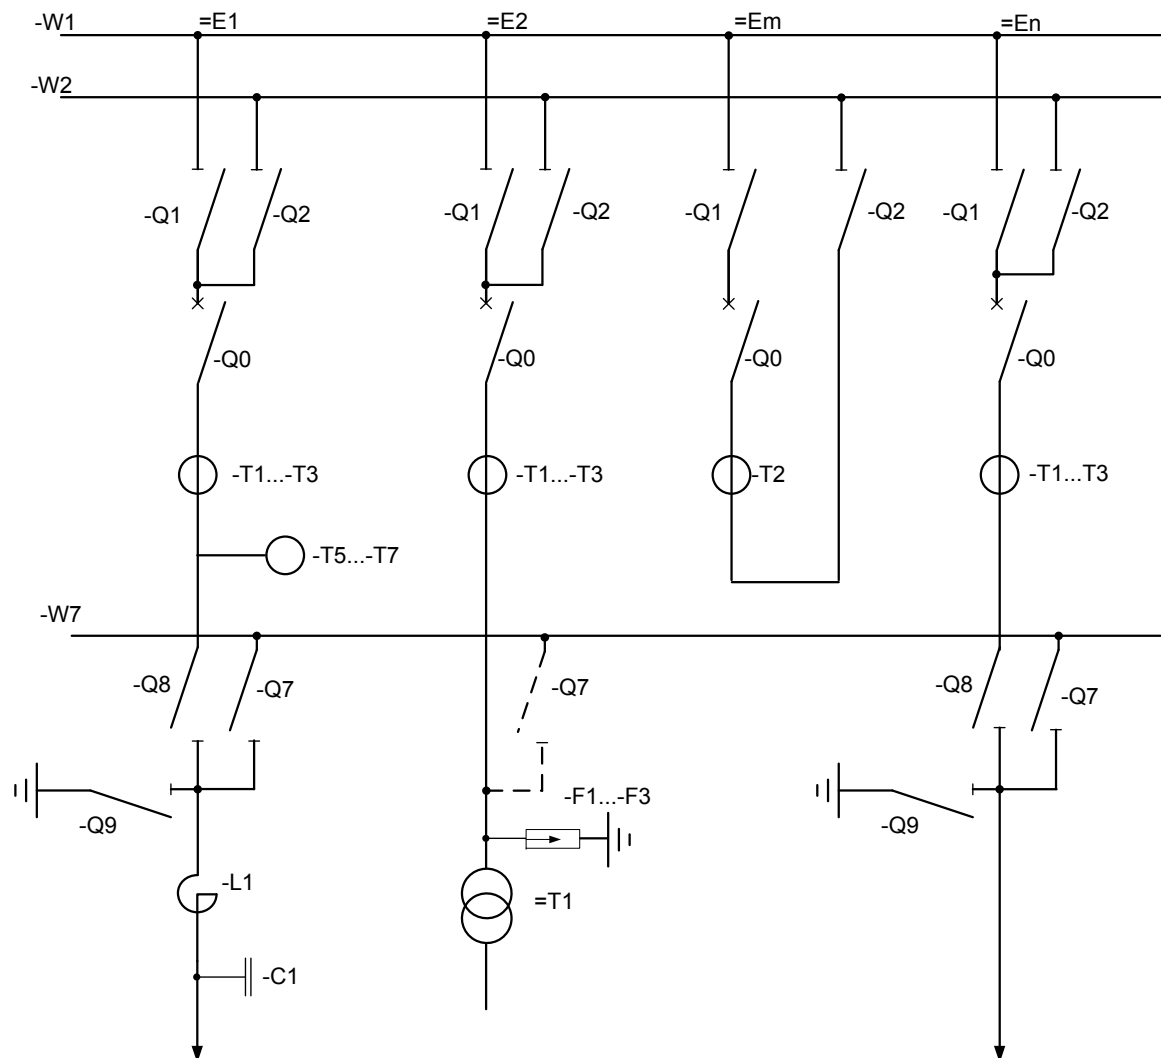 -W1 =E1 =E2 =Em =En
-W2
-Q1 -Q2 -Q1 -Q2 -Q1 -Q2 -Q1 -Q2
-Q0 -Q0 -Q0 -Q0
-T1...-T3 -T1...-T3 -T2 -T1...T3
-T5...-T7
-W7
-Q8 -Q7 -Q7 -Q8 -Q7
-F1...-F3
-Q9 -Q9
-L1
=T1
-C1